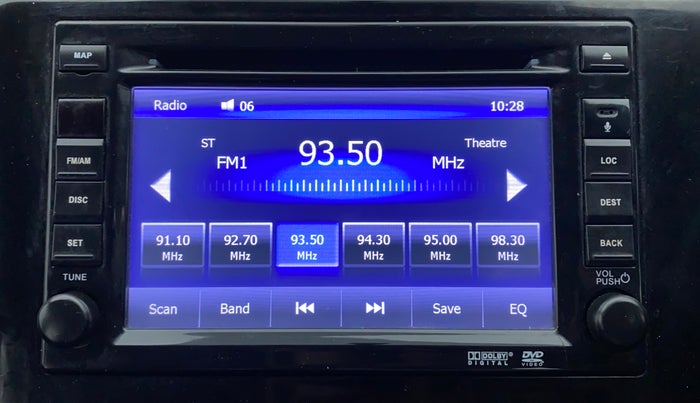 MAP
Radio 06 10:28
ST Theatre
FM1 93.50 MHz
FM/AM
LOC
DISC
DEST
91.10 92.70 93.50 94.30 95.00 98.30
MHz MHz MHz MHz MHz MHz
SET
BACK
TUNE
VOL
PUSH
Scan Band Save EQ
DOLBY
DIGITAL
DVD
VIDEO